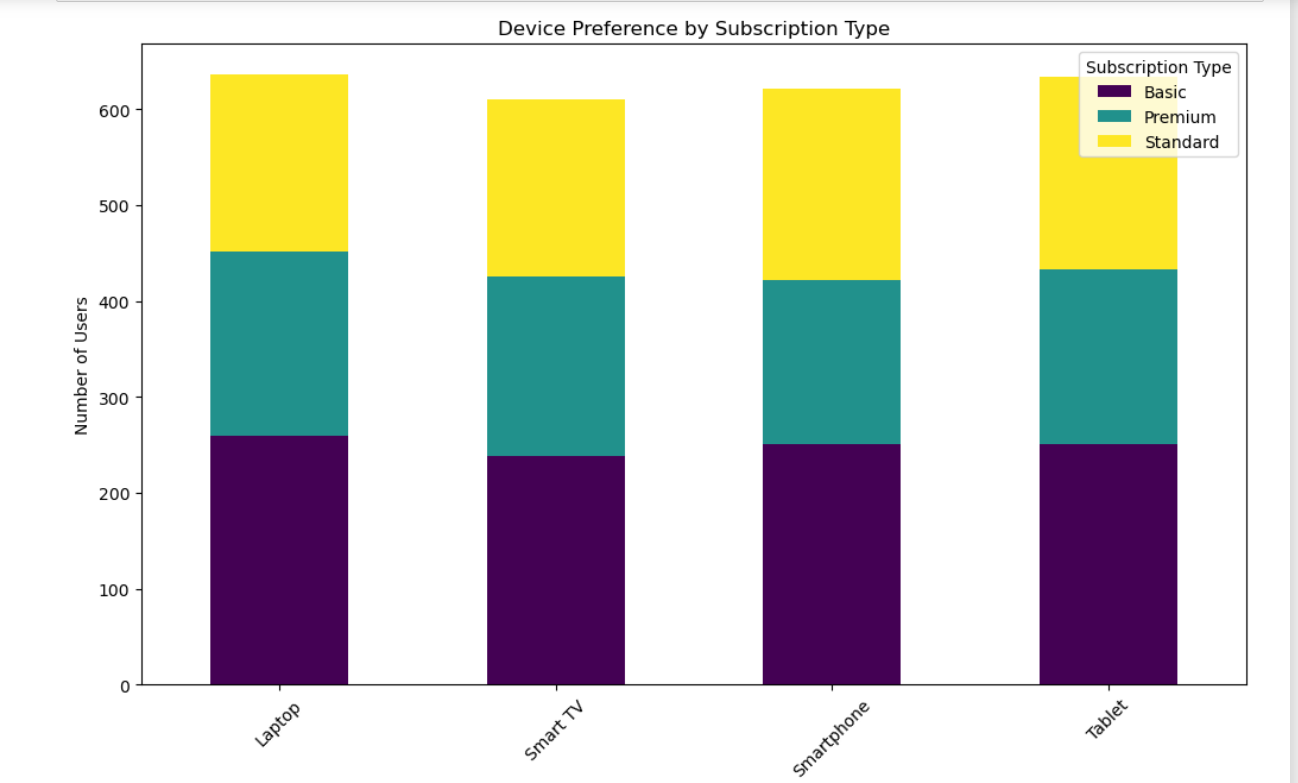 Device Preference by Subscription Type
Subscription Type
Basic
Premium
Standard
Number of Users
600
500
400
300
200
100
0
Laptop
Smart TV
Smartphone
Tablet